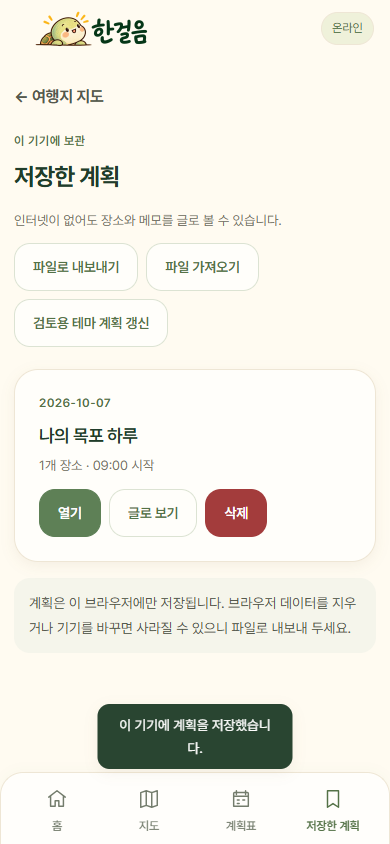 한걸음
온라인
← 여행지 지도
이 기기에 보관
저장한 계획
인터넷이 없어도 장소와 메모를 글로 볼 수 있습니다.
파일로 내보내기
파일 가져오기
검토용 테마 계획 갱신
2026-10-07
나의 목포 하루
1개 장소 · 09:00 시작
열기
글로 보기
삭제
계획은 이 브라우저에만 저장됩니다. 브라우저 데이터를 지우
거나 기기를 바꾸면 사라질 수 있으니 파일로 내보내 두세요.
이 기기에 계획을 저장했습니
다.
홈
지도
계획표
저장한 계획